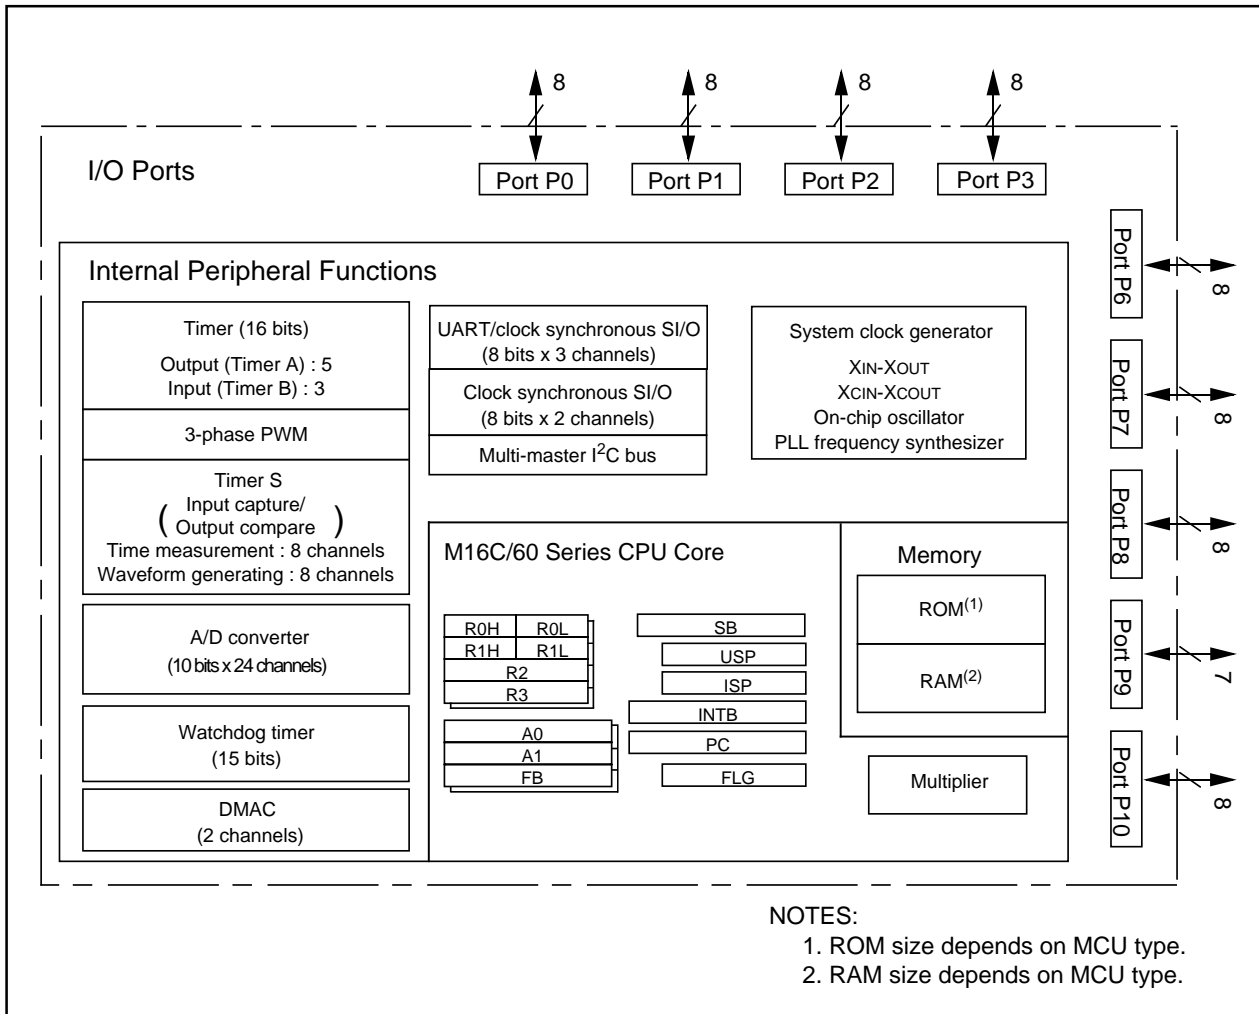 8
8
8
8
I/O Ports
Port P0
Port P1
Port P2
Port P3
Port P6
8
Port P7
8
Port P8
8
Port P9
7
Port P10
8
Internal Peripheral Functions
Timer (16 bits)
Output (Timer A) : 5
Input (Timer B) : 3
3-phase PWM
Timer S
( Input capture/
Output compare )
Time measurement : 8 channels
Waveform generating : 8 channels
A/D converter
(10 bits x 24 channels)
Watchdog timer
(15 bits)
DMAC
(2 channels)
UART/clock synchronous SI/O
(8 bits x 3 channels)
Clock synchronous SI/O
(8 bits x 2 channels)
Multi-master I²C bus
System clock generator
XIN-XOUT
XCIN-XCOUT
On-chip oscillator
PLL frequency synthesizer
M16C/60 Series CPU Core
R0H R0L
R1H R1L
R2
R3
A0
A1
FB
SB
USP
ISP
INTB
PC
FLG
Memory
ROM(1)
RAM(2)
Multiplier
NOTES:
1. ROM size depends on MCU type.
2. RAM size depends on MCU type.